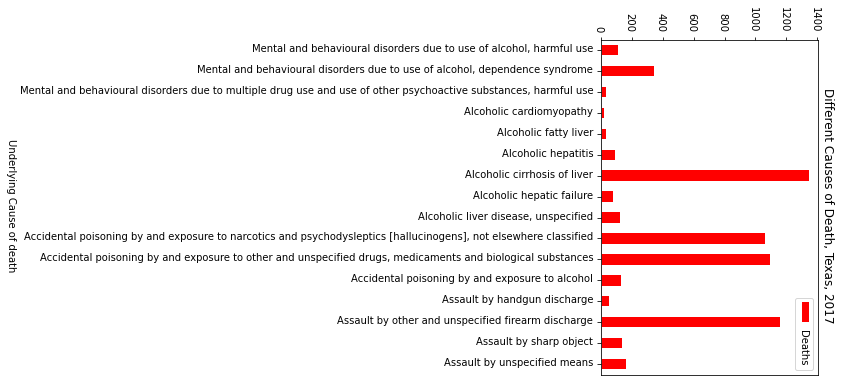 0
200
400
600
800
1000
1200
1400
Different Causes of Death, Texas, 2017
Mental and behavioural disorders due to use of alcohol, harmful use
Mental and behavioural disorders due to use of alcohol, dependence syndrome
Mental and behavioural disorders due to multiple drug use and use of other psychoactive substances, harmful use
Alcoholic cardiomyopathy
Alcoholic fatty liver
Alcoholic hepatitis
Alcoholic cirrhosis of liver
Alcoholic hepatic failure
Alcoholic liver disease, unspecified
Accidental poisoning by and exposure to narcotics and psychodysleptics [hallucinogens], not elsewhere classified
Accidental poisoning by and exposure to other and unspecified drugs, medicaments and biological substances
Accidental poisoning by and exposure to alcohol
Assault by handgun discharge
Assault by other and unspecified firearm discharge
Assault by sharp object
Assault by unspecified means
Underlying Cause of death
Deaths